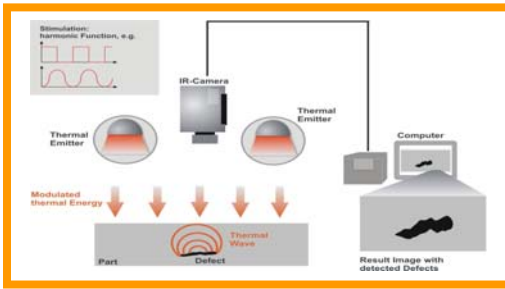 Stimulation:
harmonic Function, e.g.
IR-Camera
Thermal
Emitter
Thermal
Emitter
Computer
Modulated
thermal Energy
Thermal
Wave
Part
Defect
Result Image with
detected Defects